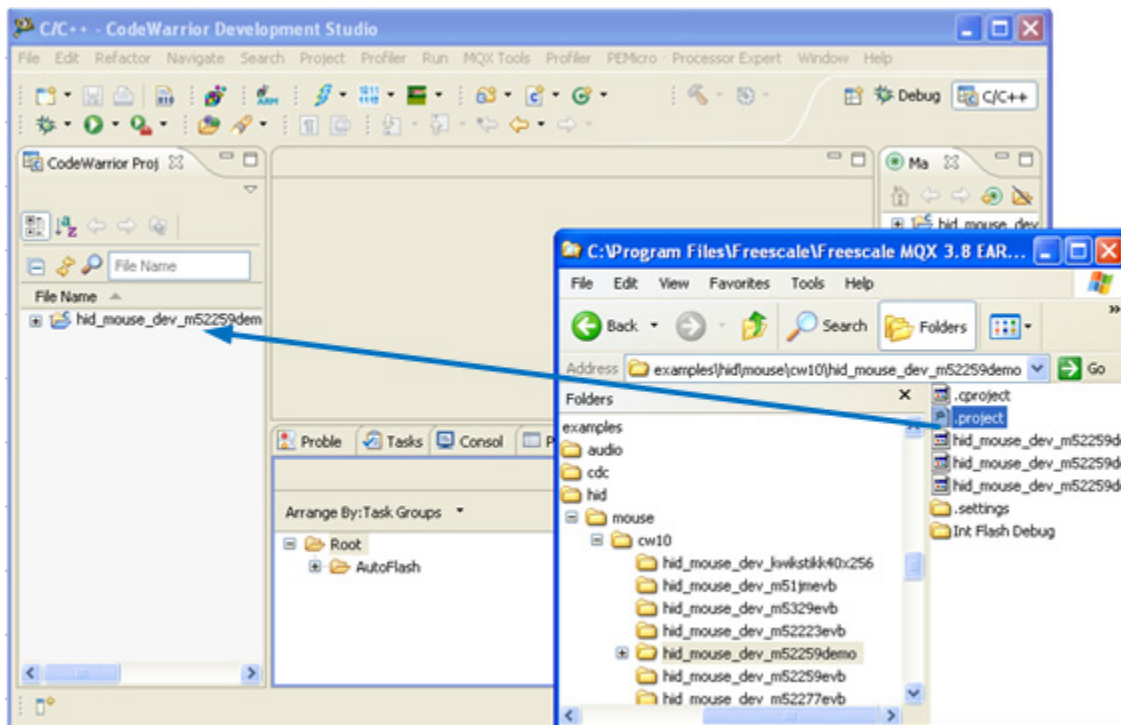 C/C++ - CodeWarrior Development Studio
File Edit Refactor Navigate Search Project Profiler Run MQX Tools Profiler PEMicro Processor Expert Window Help
Debug C/C++
CodeWarrior Proj
Ma
hid_mouse_dev
File Name
File Name
hid_mouse_dev_m52259dem
Proble Tasks Consol P
Arrange By:Task Groups
Root
AutoFlash
C:\Program Files\Freescale\Freescale MQX 3.8 EAR...
File Edit View Favorites Tools Help
Back Search Folders
Address examples\hid\mouse\cw10\hid_mouse_dev_m52259demo Go
Folders
examples
audio
cdc
hid
mouse
cw10
hid_mouse_dev_kwikstikk40x256
hid_mouse_dev_m51jmevb
hid_mouse_dev_m5329evb
hid_mouse_dev_m52223evb
hid_mouse_dev_m52259demo
hid_mouse_dev_m52259evb
hid_mouse_dev_m52277evb
.cproject
.project
hid_mouse_dev_m52259d
hid_mouse_dev_m52259d
hid_mouse_dev_m52259d
.settings
Int Flash Debug